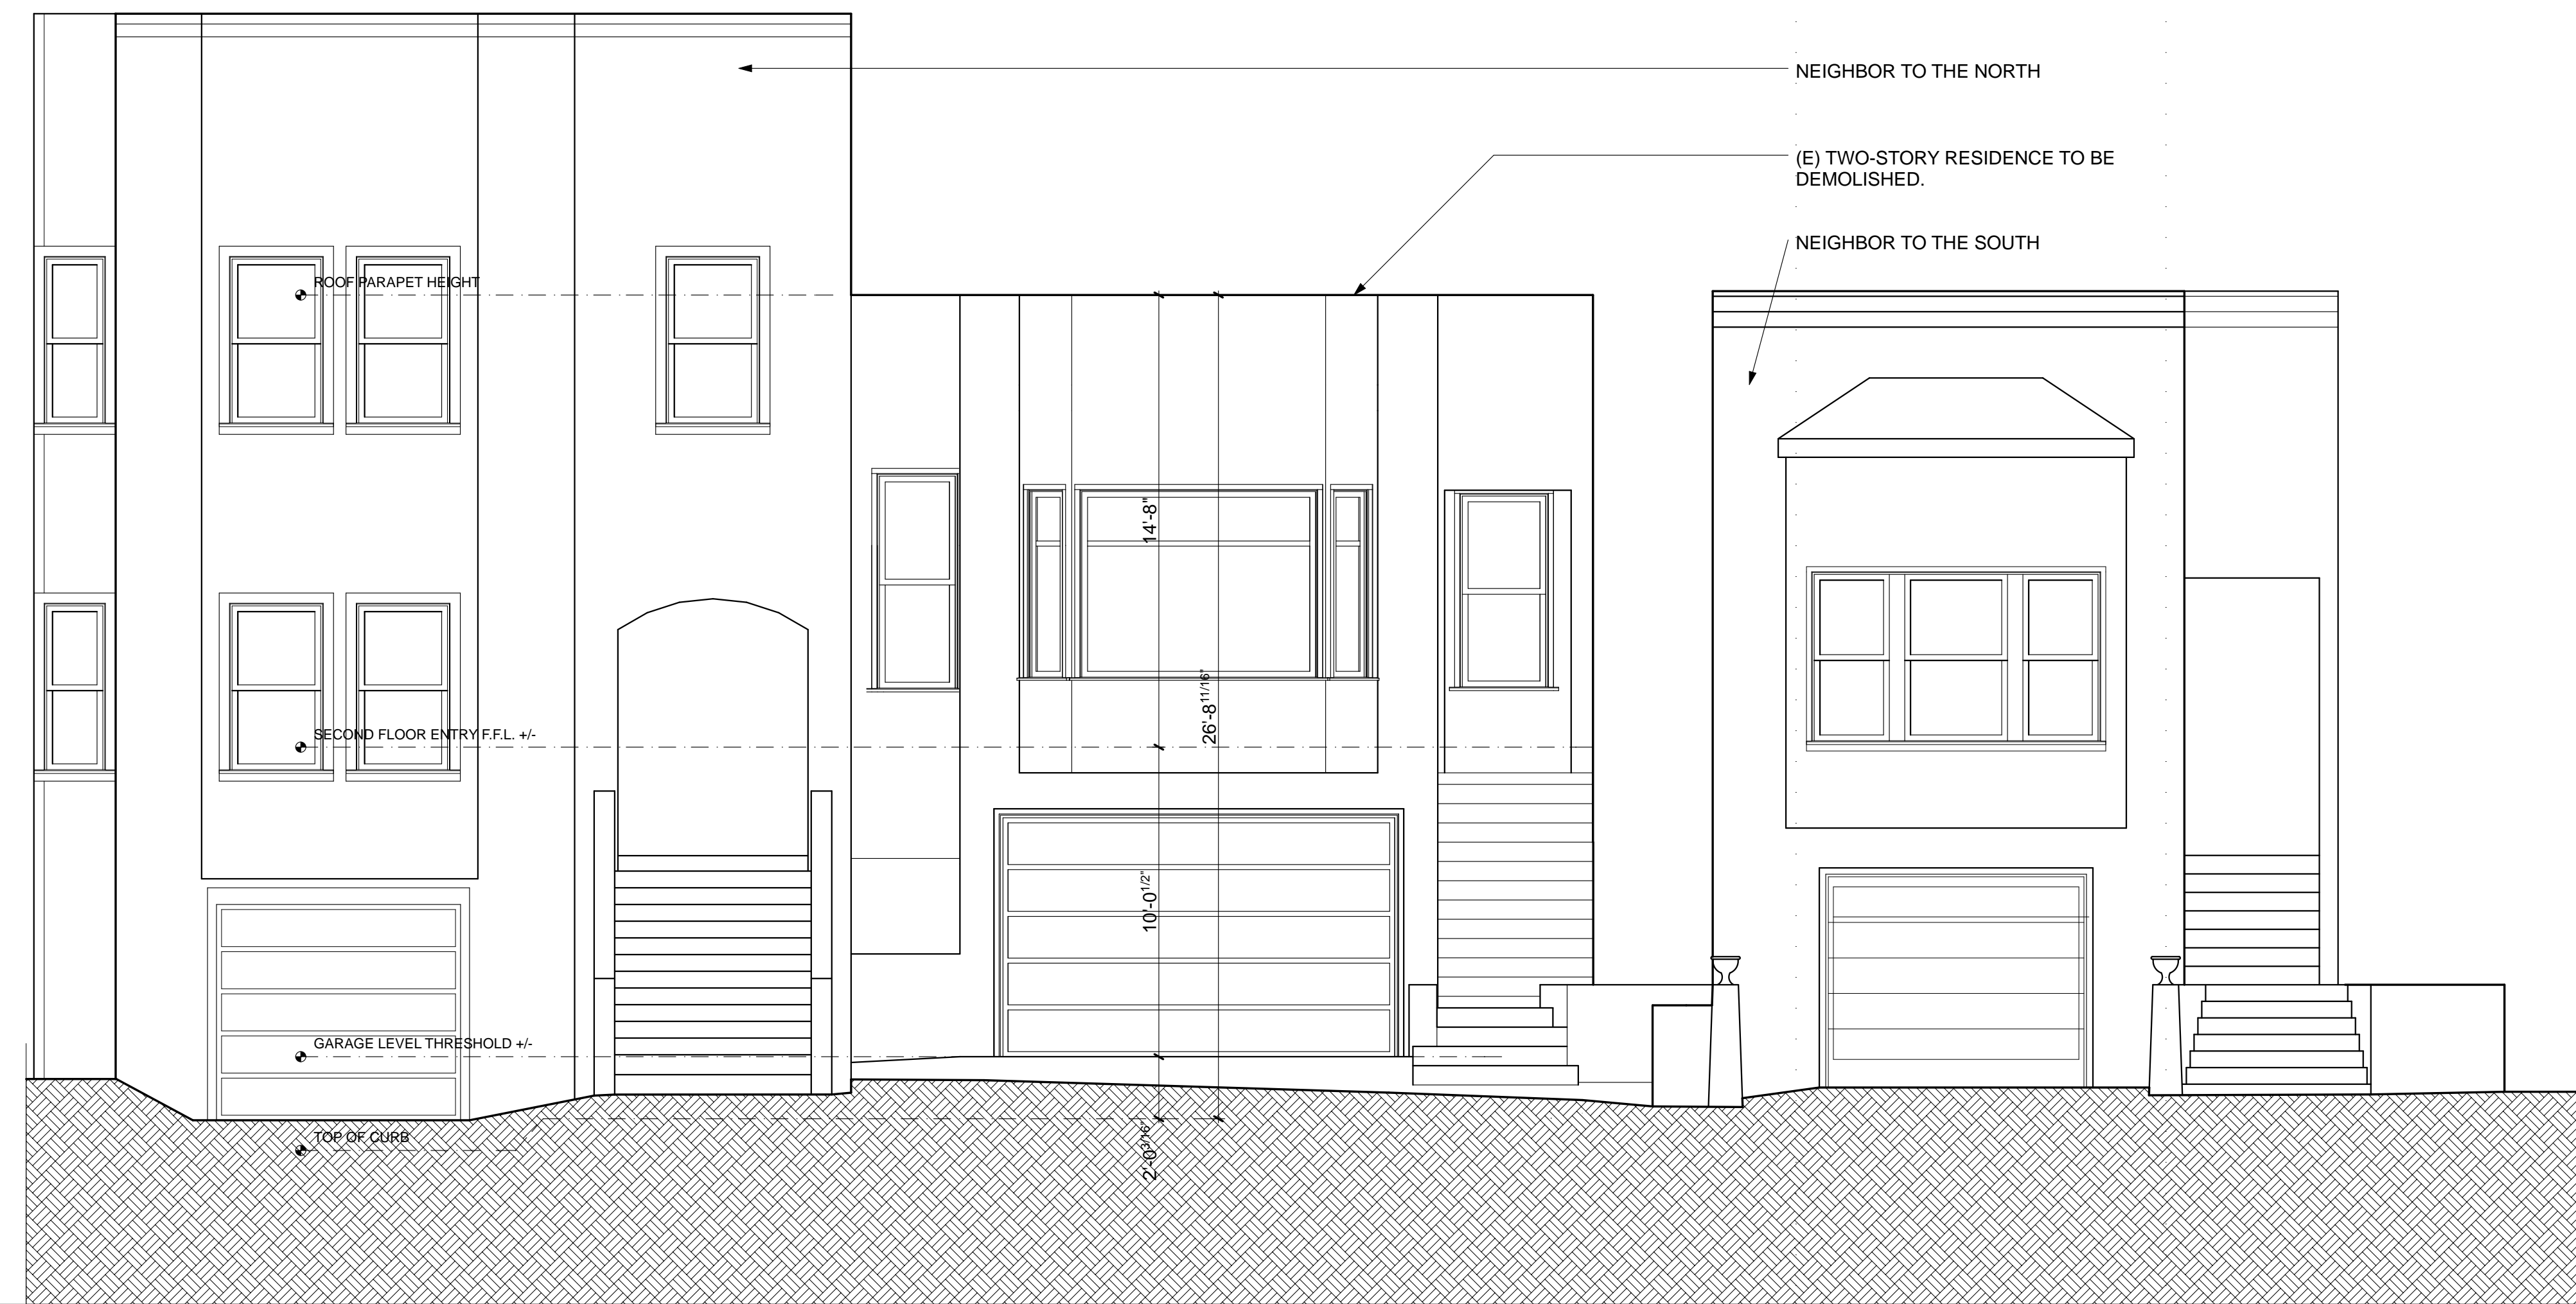 NEIGHBOR TO THE NORTH
(E) TWO-STORY RESIDENCE TO BE
DEMOLISHED.
NEIGHBOR TO THE SOUTH
ROOF PARAPET HEIGHT
14'-8"
26'-8 11/16"
SECOND FLOOR ENTRY F.F.L. +/-
10'-0 1/2"
GARAGE LEVEL THRESHOLD +/-
TOP OF CURB
2'-0 3/16"